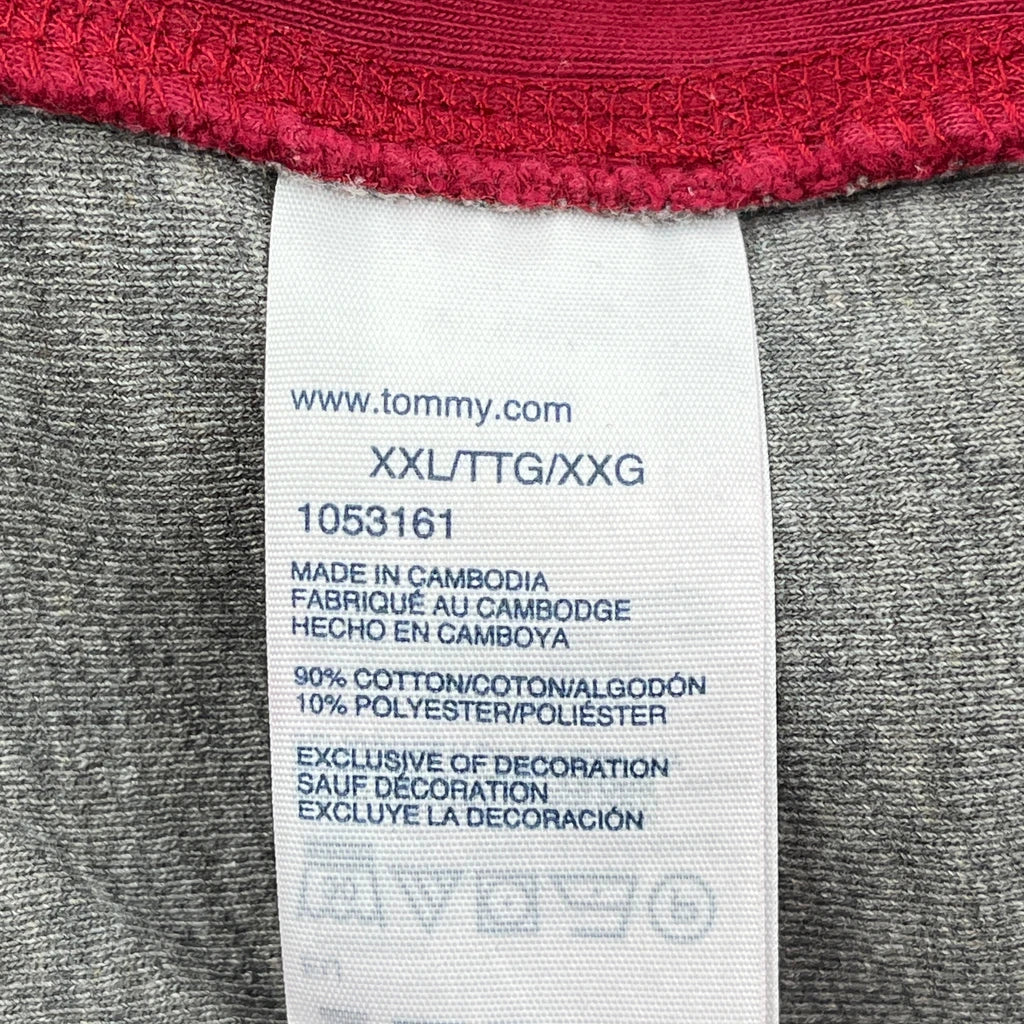 www.tommy.com
XXL/TTG/XXG
1053161
MADE IN CAMBODIA
FABRIQUÉ AU CAMBODGE
HECHO EN CAMBOYA
90% COTTON/COTON/ALGODÓN
10% POLYESTER/POLIÉSTER
EXCLUSIVE OF DECORATION
SAUF DÉCORATION
EXCLUYE LA DECORACIÓN